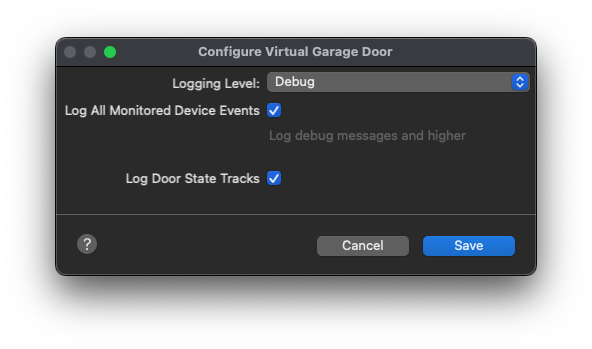 Configure Virtual Garage Door
Logging Level: Debug
Log All Monitored Device Events
Log debug messages and higher
Log Door State Tracks
? Cancel Save